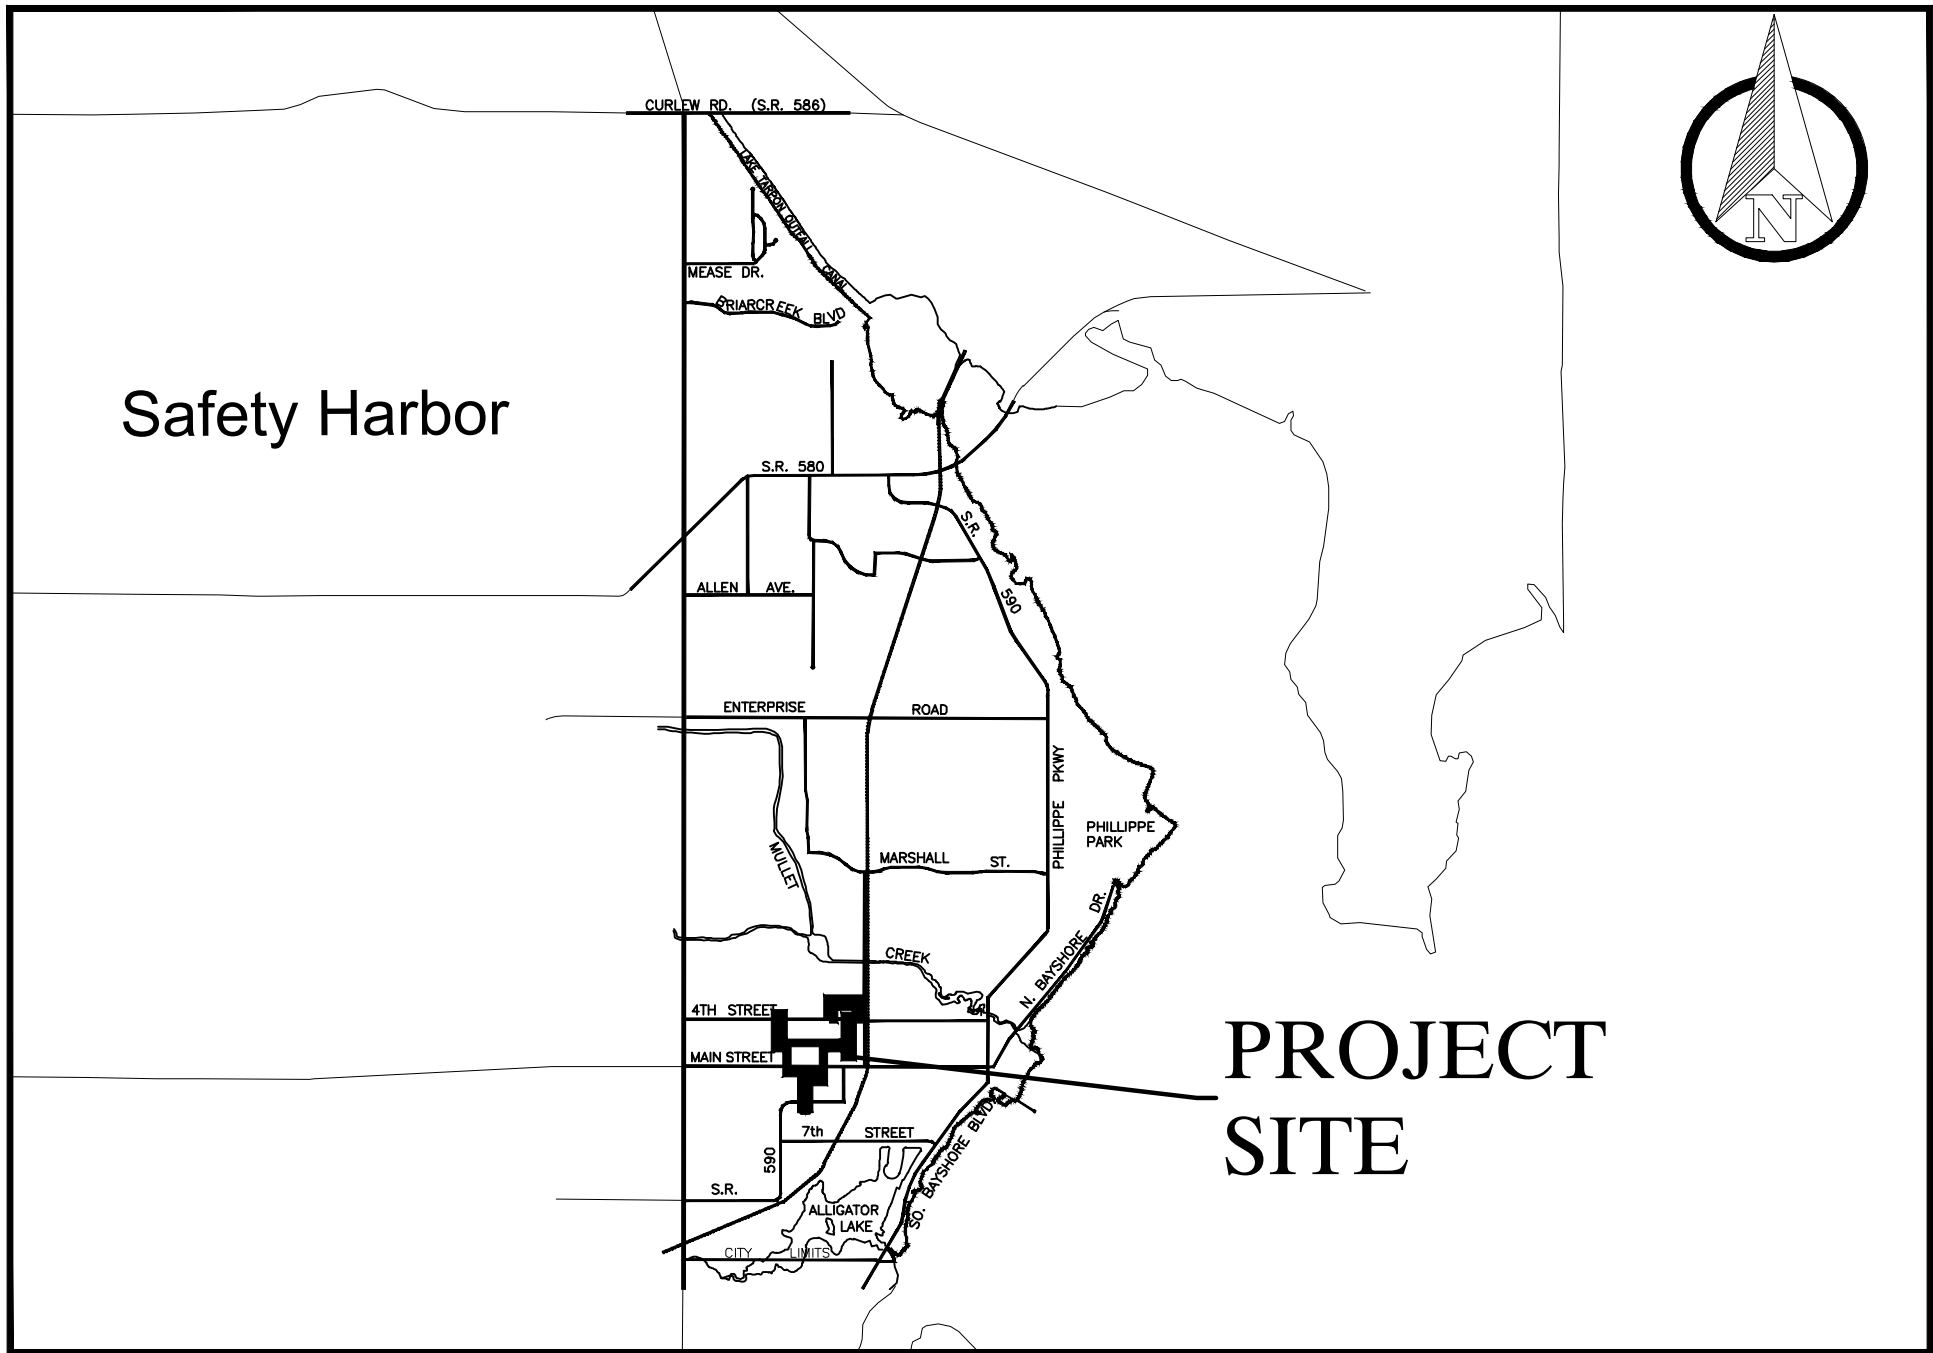 CURLEW RD. (S.R. 586)
N
LAKE TARPON OUTFALL CANAL
MEASE DR.
BRIARCREEK BLVD
Safety Harbor
S.R. 580
S.R. 590
ALLEN AVE.
ENTERPRISE ROAD
PHILLIPPE PKWY
PHILLIPPE
PARK
MARSHALL ST.
MULLET CREEK
N. BAYSHORE DR.
4TH STREET
MAIN STREET
PROJECT
SITE
7th STREET
SO. BAYSHORE BLVD
S.R. 590
ALLIGATOR
LAKE
CITY LIMITS